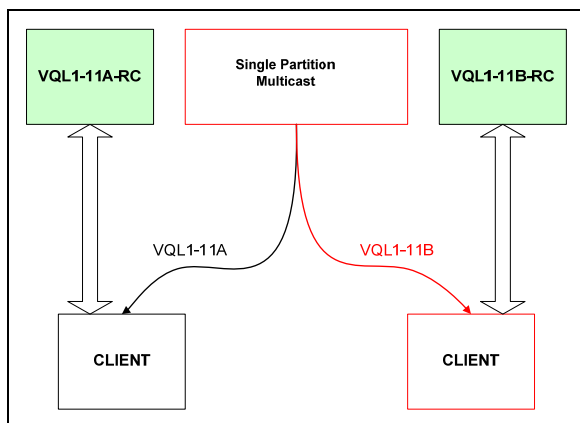 VQL1-11A-RC
Single Partition
Multicast
VQL1-11B-RC
VQL1-11A
VQL1-11B
CLIENT
CLIENT